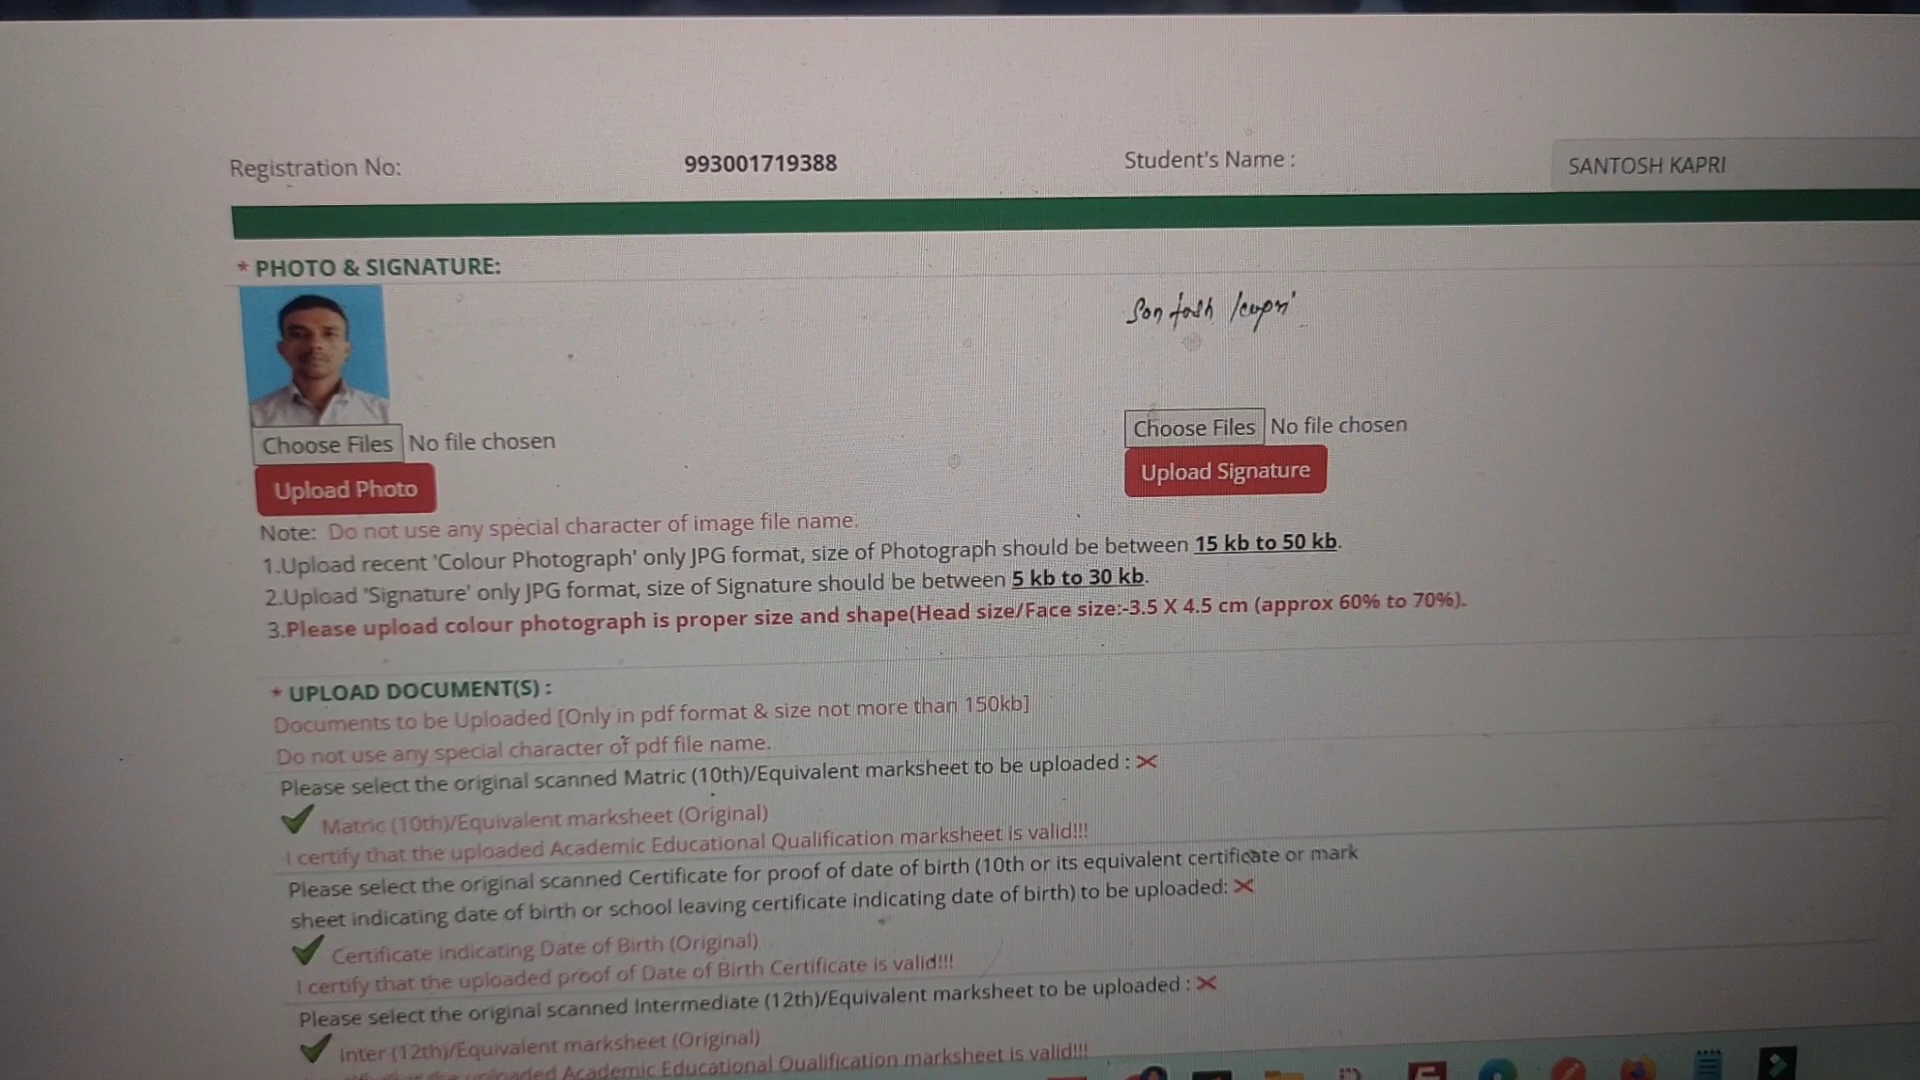 Registration No: 993001719388 Student's Name : SANTOSH KAPRI
* PHOTO & SIGNATURE:
Santosh Kapri
Choose Files No file chosen Choose Files No file chosen
Upload Photo Upload Signature
Note: Do not use any special character of image file name.
1.Upload recent 'Colour Photograph' only JPG format, size of Photograph should be between 15 kb to 50 kb.
2.Upload 'Signature' only JPG format, size of Signature should be between 5 kb to 30 kb.
3.Please upload colour photograph is proper size and shape(Head size/Face size:-3.5 X 4.5 cm (approx 60% to 70%).
* UPLOAD DOCUMENT(S) :
Documents to be Uploaded [Only in pdf format & size not more than 150kb]
Do not use any special character of pdf file name.
Please select the original scanned Matric (10th)/Equivalent marksheet to be uploaded :
Matric (10th)/Equivalent marksheet (Original)
I certify that the uploaded Academic Educational Qualification marksheet is valid!!!
Please select the original scanned Certificate for proof of date of birth (10th or its equivalent certificate or mark
sheet indicating date of birth or school leaving certificate indicating date of birth) to be uploaded:
Certificate indicating Date of Birth (Original)
I certify that the uploaded proof of Date of Birth Certificate is valid!!!
Please select the original scanned Intermediate (12th)/Equivalent marksheet to be uploaded :
Inter (12th)/Equivalent marksheet (Original)
uploaded Academic Educational Qualification marksheet is valid!!!